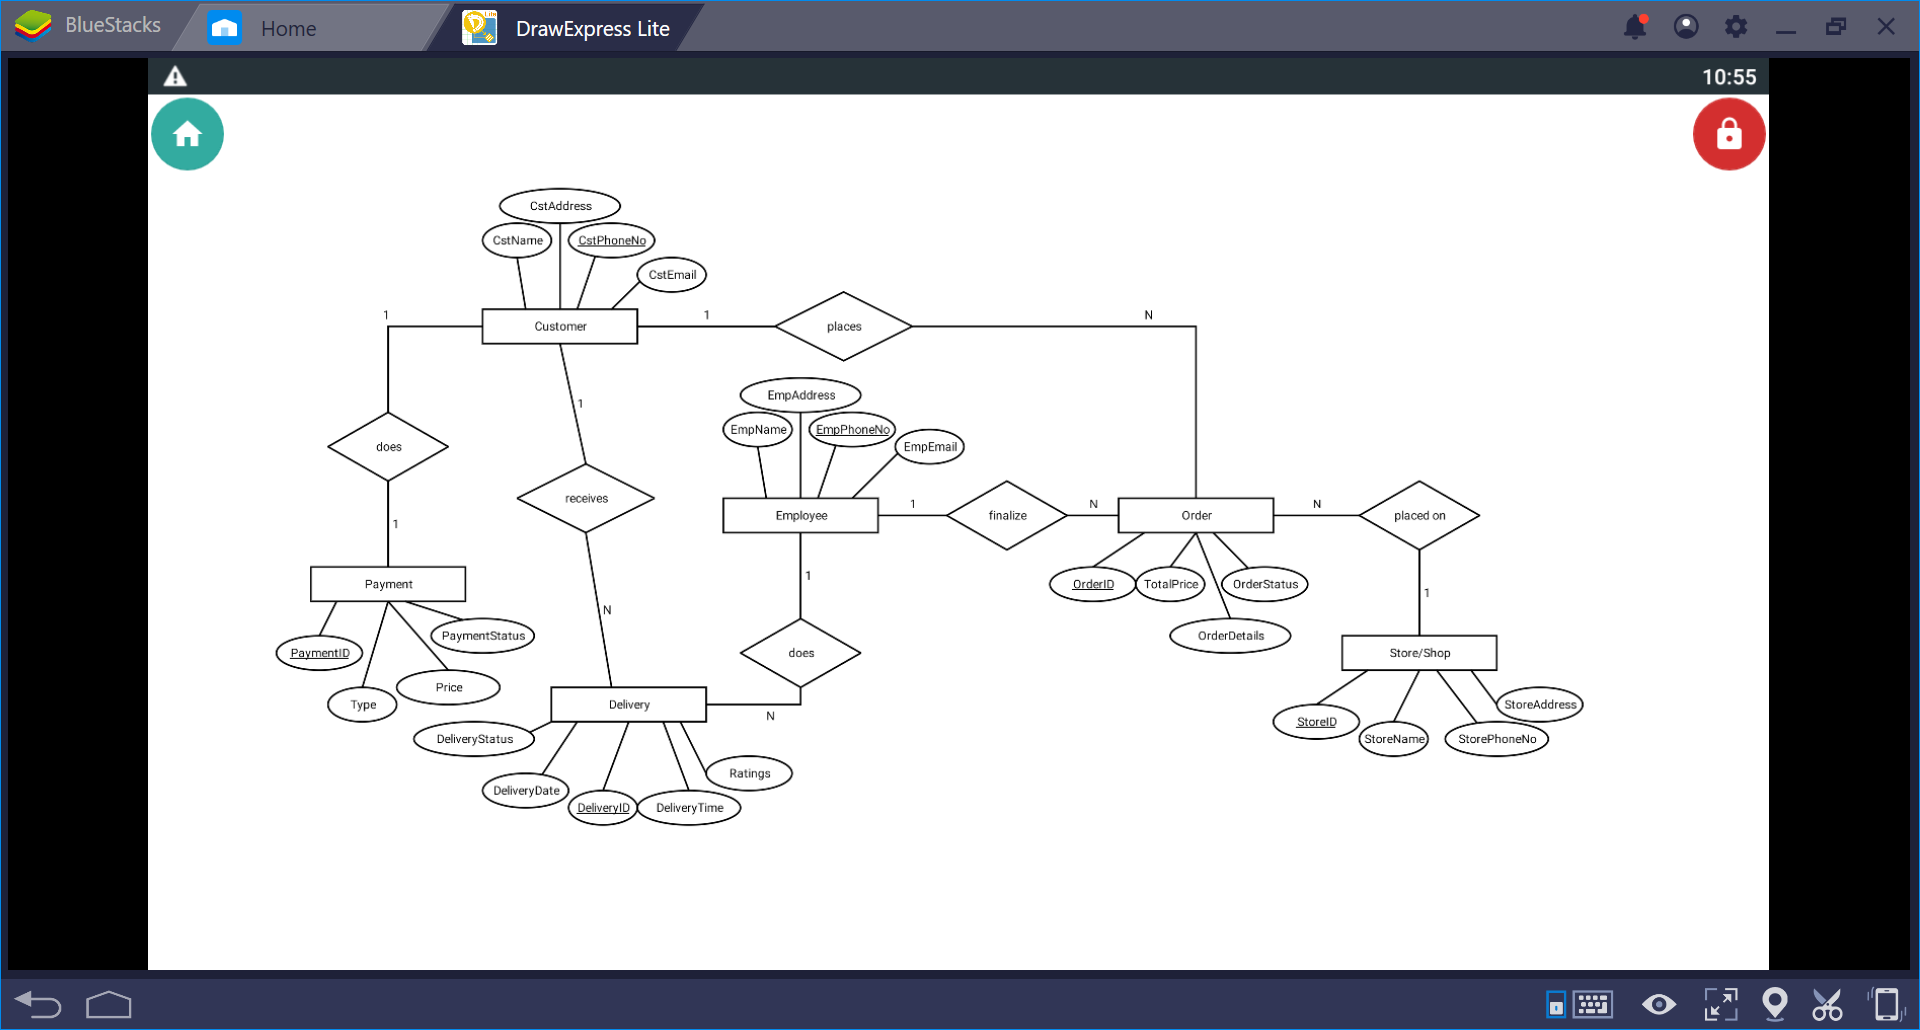 BlueStacks
Home
DrawExpress Lite
Lite
10:55
CstAddress
CstName
CstPhoneNo
CstEmail
1
Customer
1
places
N
1
EmpAddress
EmpName
EmpPhoneNo
EmpEmail
does
receives
1
Employee
1
finalize
N
Order
N
placed on
1
Payment
OrderID
TotalPrice
OrderStatus
1
N
PaymentStatus
OrderDetails
PaymentID
does
Store/Shop
Price
Type
Delivery
N
StoreAddress
StoreID
DeliveryStatus
StoreName
StorePhoneNo
Ratings
DeliveryDate
DeliveryID
DeliveryTime